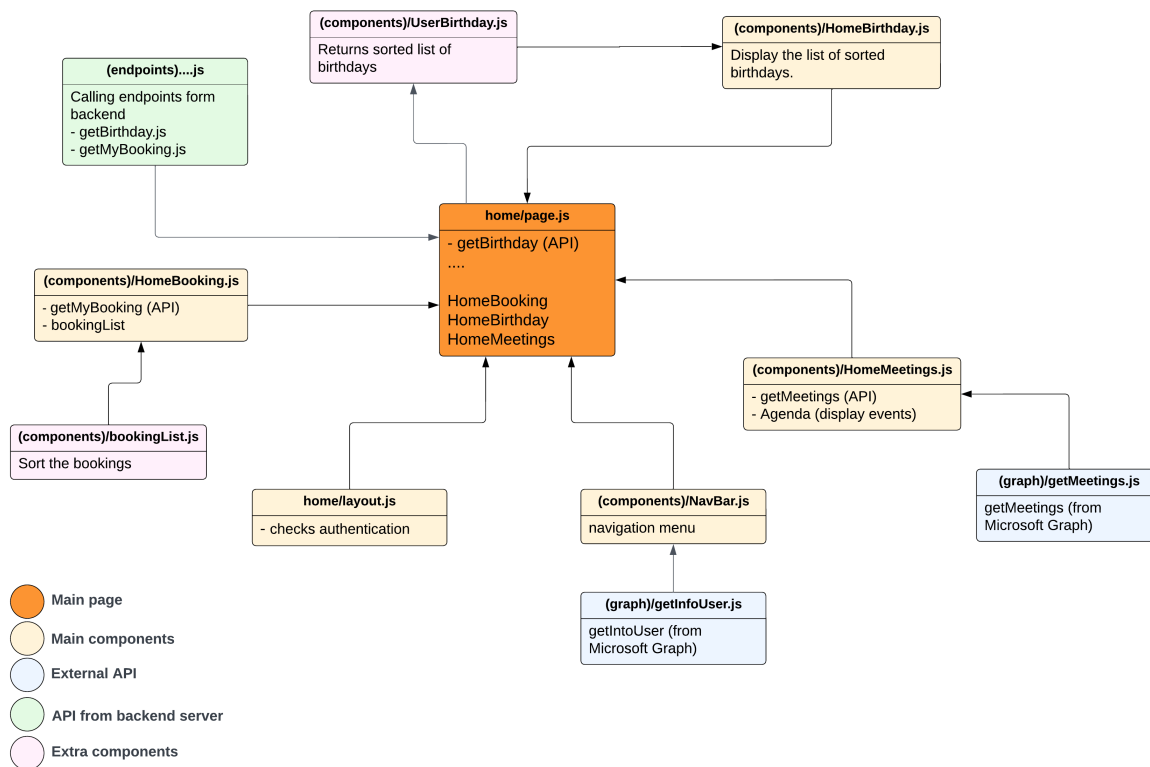 (components)/UserBirthday.js
Returns sorted list of
birthdays
(components)/HomeBirthday.js
Display the list of sorted
birthdays.
(endpoints)....js
Calling endpoints form
backend
- getBirthday.js
- getMyBooking.js
home/page.js
- getBirthday (API)
....
HomeBooking
HomeBirthday
HomeMeetings
(components)/HomeBooking.js
- getMyBooking (API)
- bookingList
(components)/HomeMeetings.js
- getMeetings (API)
- Agenda (display events)
(components)/bookingList.js
Sort the bookings
home/layout.js
- checks authentication
(components)/NavBar.js
navigation menu
(graph)/getMeetings.js
getMeetings (from
Microsoft Graph)
(graph)/getInfoUser.js
getIntoUser (from
Microsoft Graph)
Main page
Main components
External API
API from backend server
Extra components